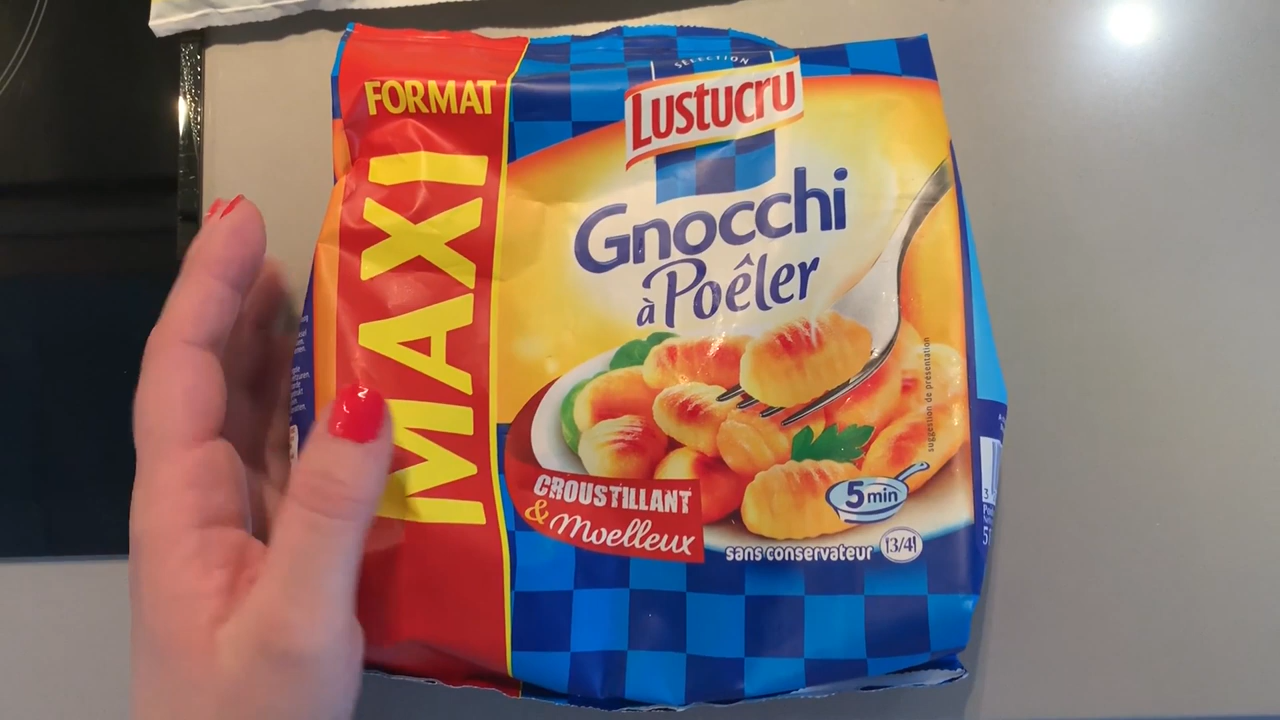 FORMAT
MAXI
SÉLECTION
Lustucru
Gnocchi
à Poêler
suggestion de présentation
CROUSTILLANT
& Moelleux
5 min
sans conservateur
3/4